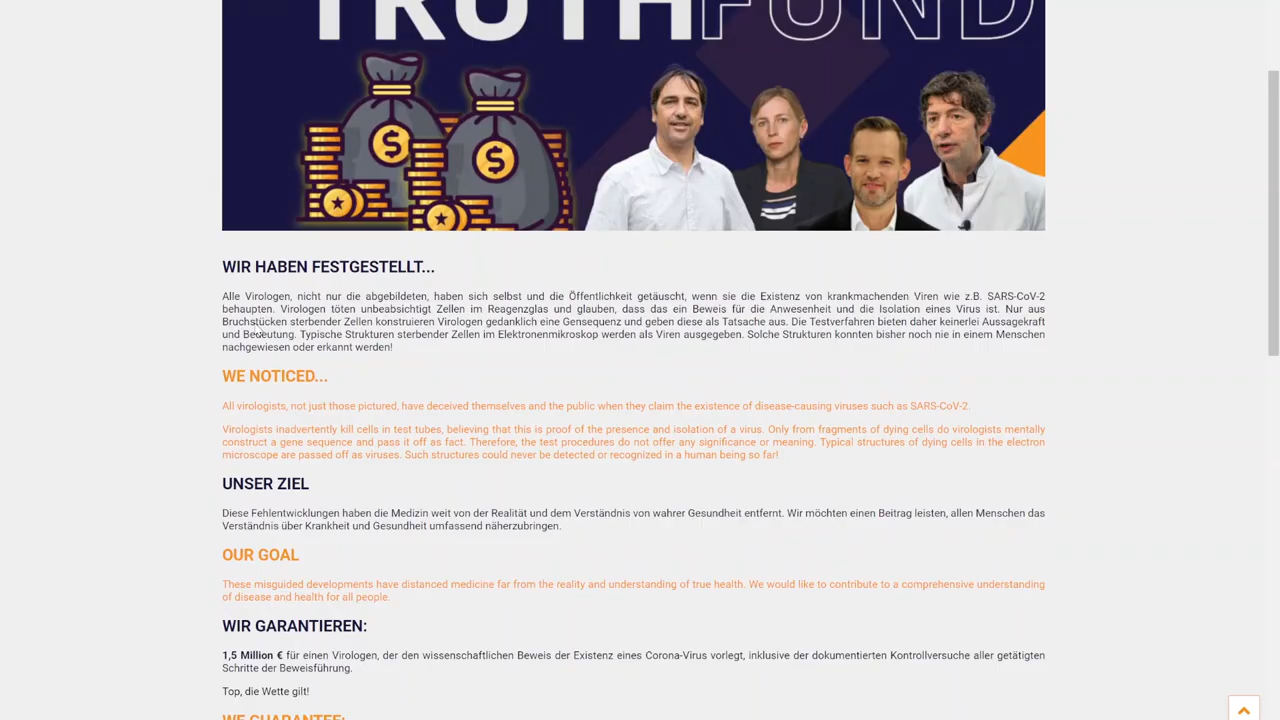 TRUTHFUND
WIR HABEN FESTGESTELLT...
Alle Virologen, nicht nur die abgebildeten, haben sich selbst und die Öffentlichkeit getäuscht, wenn sie die Existenz von krankmachenden Viren wie z.B. SARS-CoV-2
behaupten. Virologen töten unbeabsichtigt Zellen im Reagenzglas und glauben, dass das ein Beweis für die Anwesenheit und die Isolation eines Virus ist. Nur aus
Bruchstücken sterbender Zellen konstruieren Virologen gedanklich eine Gensequenz und geben diese als Tatsache aus. Die Testverfahren bieten daher keinerlei Aussagekraft
und Bedeutung. Typische Strukturen sterbender Zellen im Elektronenmikroskop werden als Viren ausgegeben. Solche Strukturen konnten bisher noch nie in einem Menschen
nachgewiesen oder erkannt werden!
WE NOTICED...
All virologists, not just those pictured, have deceived themselves and the public when they claim the existence of disease-causing viruses such as SARS-CoV-2.
Virologists inadvertently kill cells in test tubes, believing that this is proof of the presence and isolation of a virus. Only from fragments of dying cells do virologists mentally
construct a gene sequence and pass it off as fact. Therefore, the test procedures do not offer any significance or meaning. Typical structures of dying cells in the electron
microscope are passed off as viruses. Such structures could never be detected or recognized in a human being so far!
UNSER ZIEL
Diese Fehlentwicklungen haben die Medizin weit von der Realität und dem Verständnis von wahrer Gesundheit entfernt. Wir möchten einen Beitrag leisten, allen Menschen das
Verständnis über Krankheit und Gesundheit umfassend näherzubringen.
OUR GOAL
These misguided developments have distanced medicine far from the reality and understanding of true health. We would like to contribute to a comprehensive understanding
of disease and health for all people.
WIR GARANTIEREN:
1,5 Million € für einen Virologen, der den wissenschaftlichen Beweis der Existenz eines Corona-Virus vorlegt, inklusive der dokumentierten Kontrollversuche aller getätigten
Schritte der Beweisführung.
Top, die Wette gilt!
WE GUARANTEE: